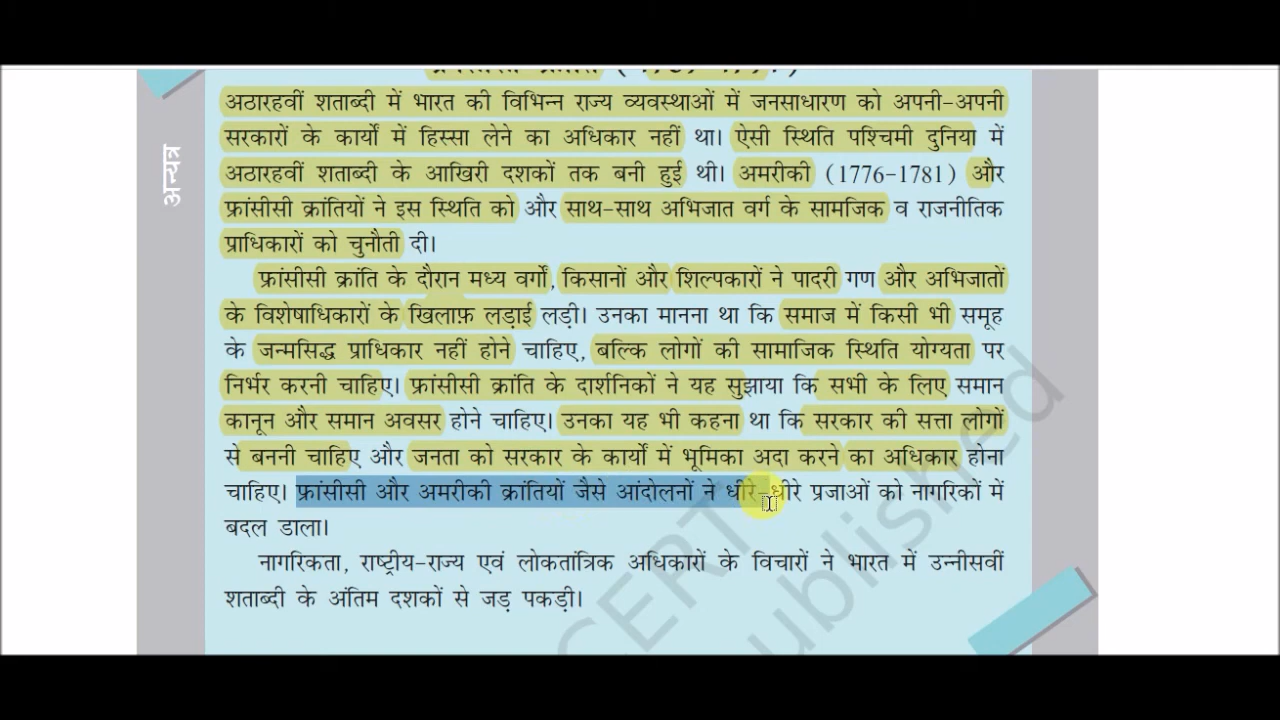 अन्यत्र
अठारहवीं शताब्दी में भारत की विभिन्न राज्य व्यवस्थाओं में जनसाधारण को अपनी-अपनी
सरकारों के कार्यों में हिस्सा लेने का अधिकार नहीं था। ऐसी स्थिति पश्चिमी दुनिया में
अठारहवीं शताब्दी के आखिरी दशकों तक बनी हुई थी। अमरीकी (1776-1781) और
फ्रांसीसी क्रांतियों ने इस स्थिति को और साथ-साथ अभिजात वर्ग के सामजिक व राजनीतिक
प्राधिकारों को चुनौती दी।
फ्रांसीसी क्रांति के दौरान मध्य वर्गों, किसानों और शिल्पकारों ने पादरी गण और अभिजातों
के विशेषाधिकारों के खिलाफ़ लड़ाई लड़ी। उनका मानना था कि समाज में किसी भी समूह
के जन्मसिद्ध प्राधिकार नहीं होने चाहिए, बल्कि लोगों की सामाजिक स्थिति योग्यता पर
निर्भर करनी चाहिए। फ्रांसीसी क्रांति के दार्शनिकों ने यह सुझाया कि सभी के लिए समान
कानून और समान अवसर होने चाहिए। उनका यह भी कहना था कि सरकार की सत्ता लोगों
से बननी चाहिए और जनता को सरकार के कार्यों में भूमिका अदा करने का अधिकार होना
चाहिए। फ्रांसीसी और अमरीकी क्रांतियों जैसे आंदोलनों ने धीरे-धीरे प्रजाओं को नागरिकों में
बदल डाला।
नागरिकता, राष्ट्रीय-राज्य एवं लोकतांत्रिक अधिकारों के विचारों ने भारत में उन्नीसवीं
शताब्दी के अंतिम दशकों से जड़ पकड़ी।